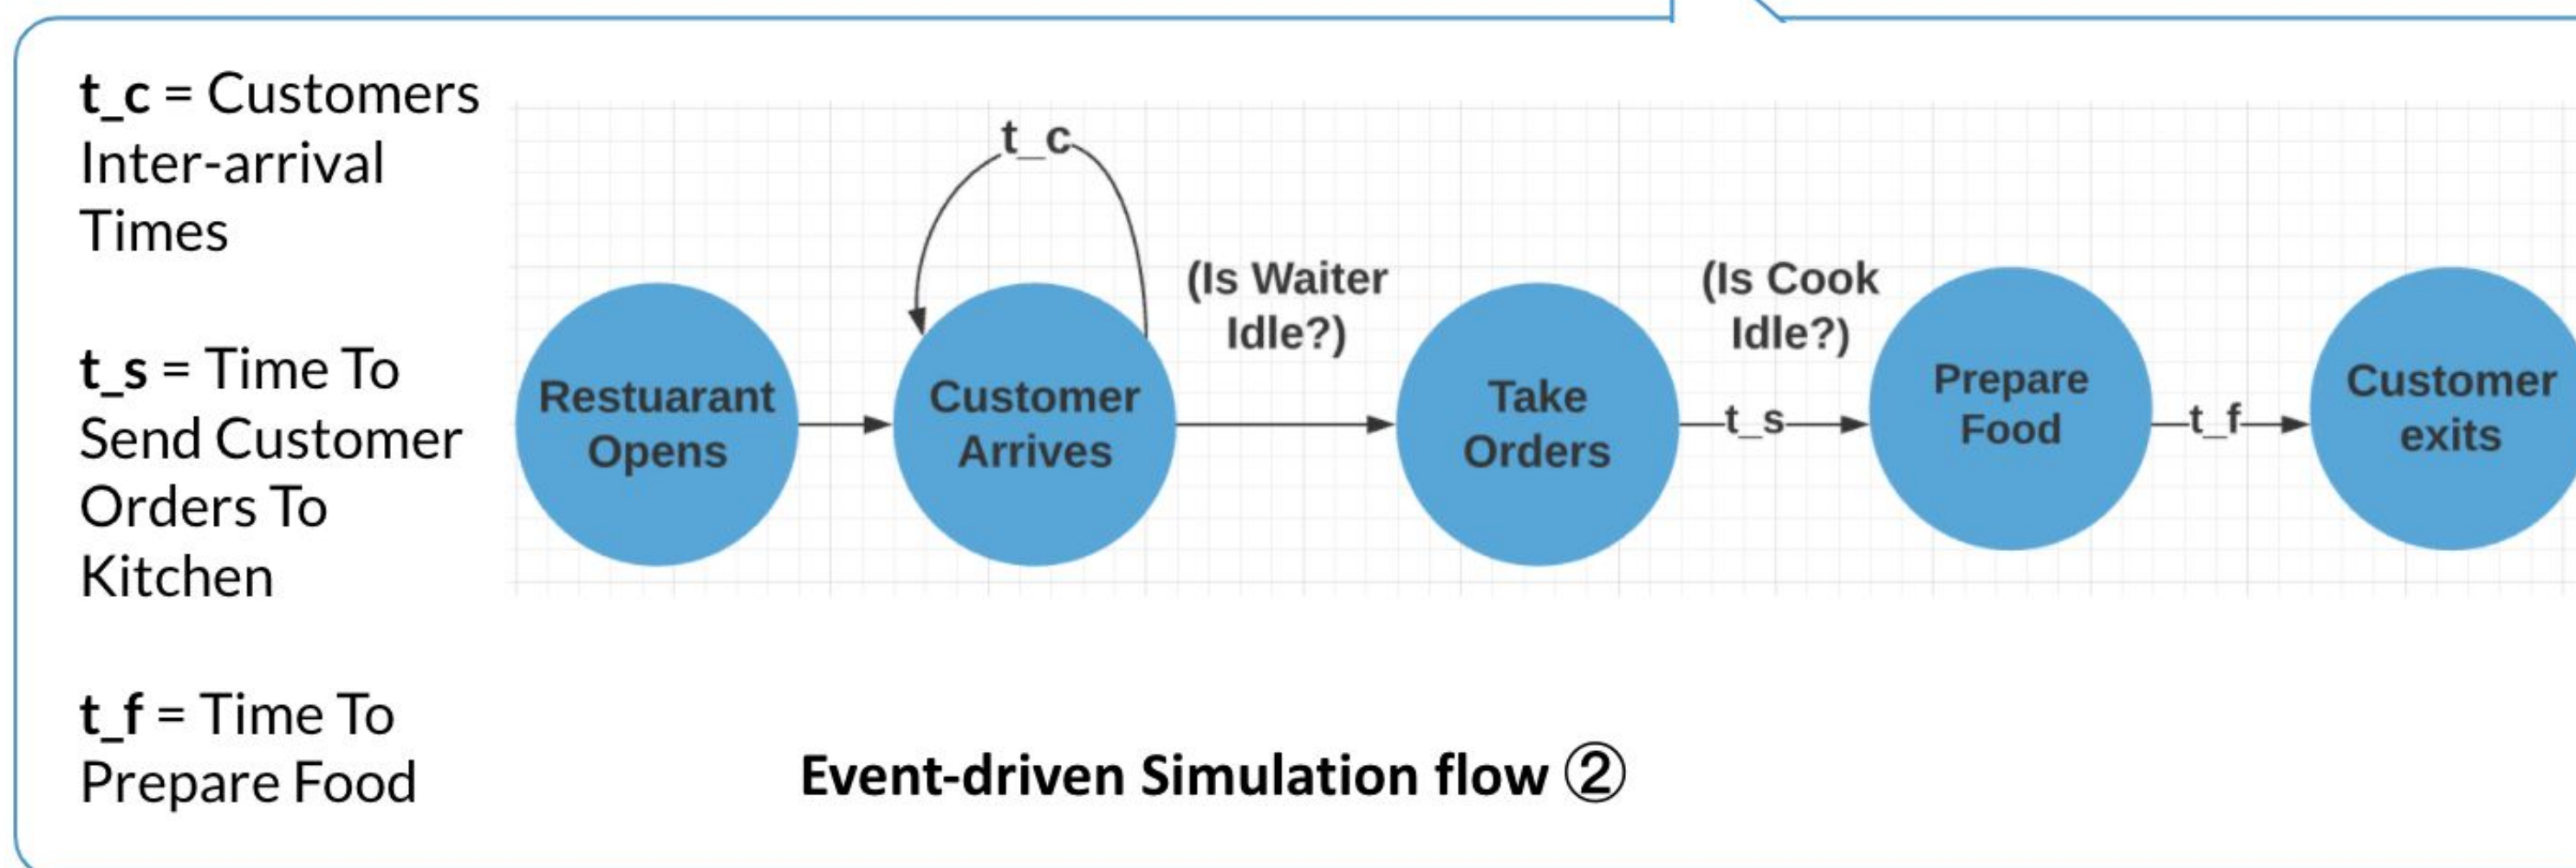 t_c = Customers
Inter-arrival
Times
t_s = Time To
Send Customer
Orders To
Kitchen
t_f = Time To
Prepare Food
t_c
(Is Waiter
Idle?)
(Is Cook
Idle?)
Restuarant
Opens
Customer
Arrives
Take
Orders
t_s
Prepare
Food
t_f
Customer
exits
Event-driven Simulation flow ②